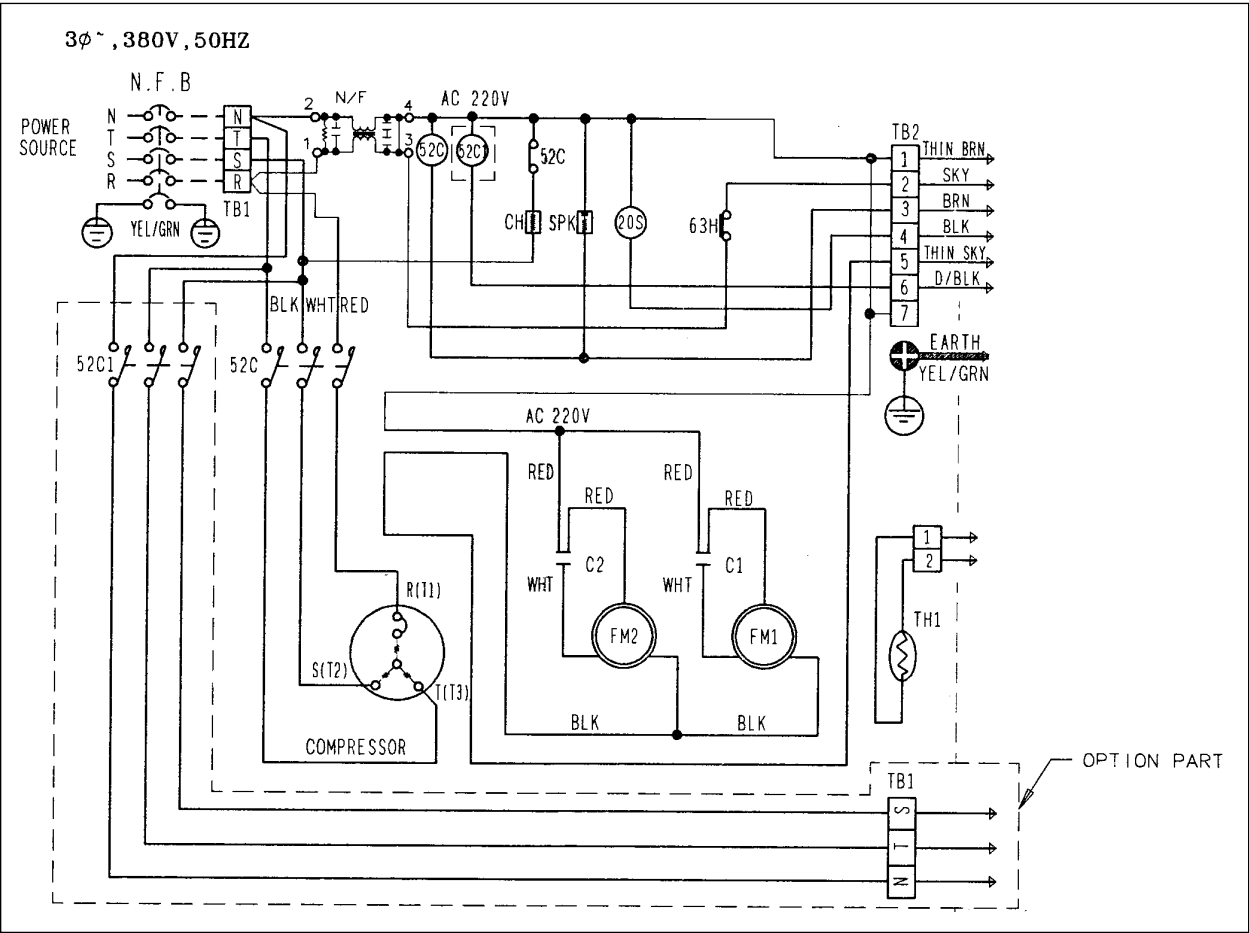 3ϕ~,380V,50HZ
N.F.B
POWER
SOURCE
N
T
S
R
N
T
S
R
TB1
YEL/GRN
2
N/F
4
1
3
AC 220V
52C
52C1
52C
CH
SPK
20S
63H
TB2
1 THIN BRN
2 SKY
3 BRN
4 BLK
5 THIN SKY
6 D/BLK
7
EARTH
YEL/GRN
BLK WHT RED
52C1
52C
AC 220V
RED
RED
RED
RED
C2
C1
WHT
WHT
FM2
FM1
BLK
BLK
R(T1)
S(T2)
T(T3)
COMPRESSOR
1
2
TH1
OPTION PART
TB1
S
T
N